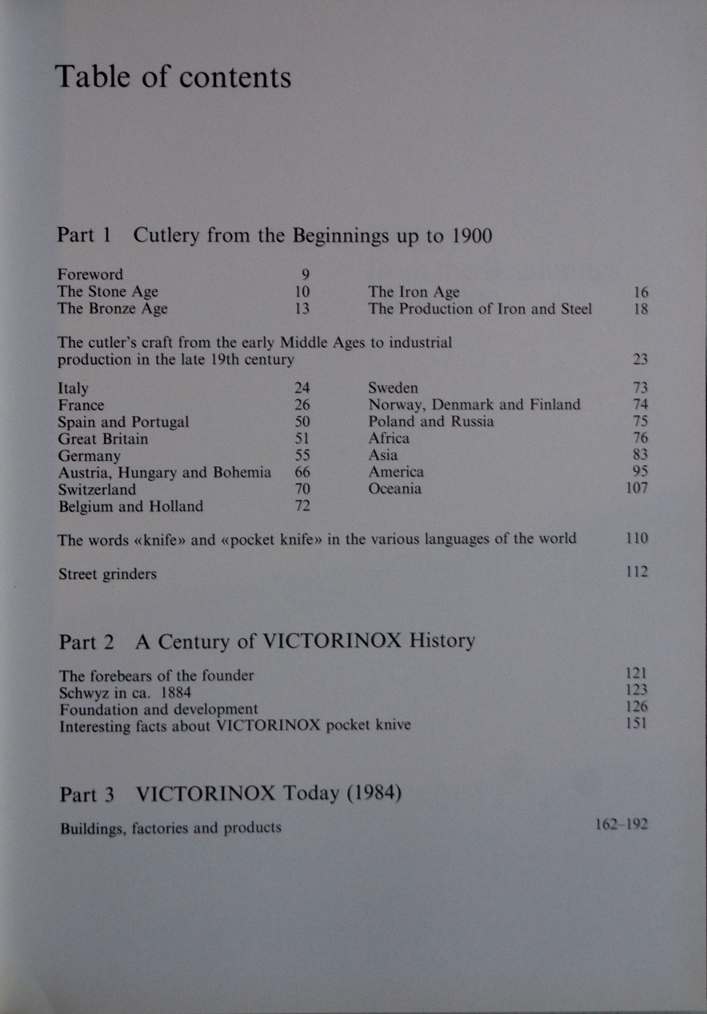 Table of contents
Part 1 Cutlery from the Beginnings up to 1900
Foreword 9
The Stone Age 10 The Iron Age 16
The Bronze Age 13 The Production of Iron and Steel 18
The cutler's craft from the early Middle Ages to industrial
production in the late 19th century 23
Italy 24 Sweden 73
France 26 Norway, Denmark and Finland 74
Spain and Portugal 50 Poland and Russia 75
Great Britain 51 Africa 76
Germany 55 Asia 83
Austria, Hungary and Bohemia 66 America 95
Switzerland 70 Oceania 107
Belgium and Holland 72
The words «knife» and «pocket knife» in the various languages of the world 110
Street grinders 112
Part 2 A Century of VICTORINOX History
The forebears of the founder 121
Schwyz in ca. 1884 123
Foundation and development 126
Interesting facts about VICTORINOX pocket knive 151
Part 3 VICTORINOX Today (1984)
Buildings, factories and products 162–192